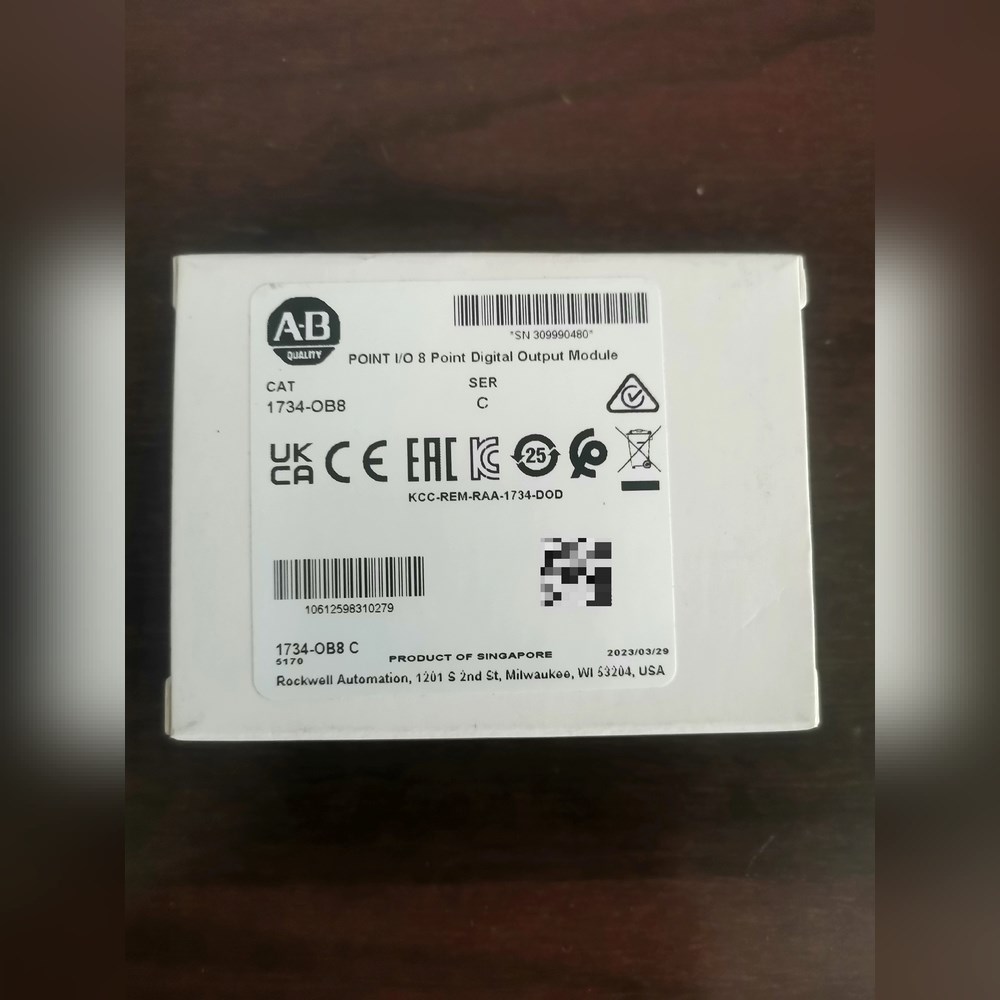 A-B
QUALITY
*SN 309990480*
POINT I/O 8 Point Digital Output Module
CAT
SER
1734-OB8
C
UK
CA
CE
EAC
KC
25
KCC-REM-RAA-1734-DOD
10612598310279
1734-OB8 C
5170
PRODUCT OF SINGAPORE
2023/03/29
Rockwell Automation, 1201 S 2nd St, Milwaukee, WI 53204, USA